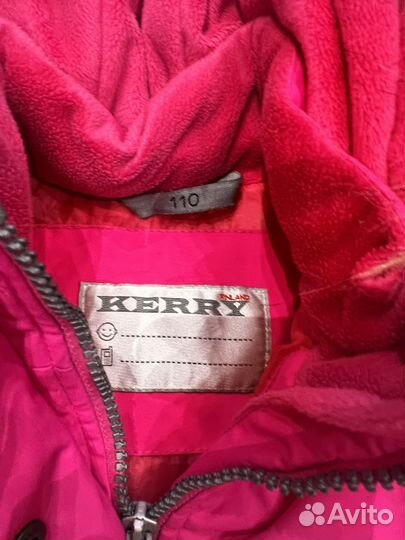 110
KERRY
FINLAND
Avito